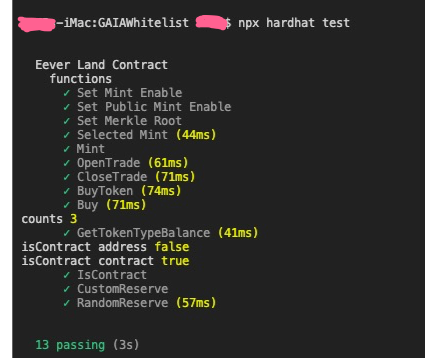 -iMac:GAIAWhitelist $ npx hardhat test
Eever Land Contract
functions
✓ Set Mint Enable
✓ Set Public Mint Enable
✓ Set Merkle Root
✓ Selected Mint (44ms)
✓ Mint
✓ OpenTrade (61ms)
✓ CloseTrade (71ms)
✓ BuyToken (74ms)
✓ Buy (71ms)
counts 3
✓ GetTokenTypeBalance (41ms)
isContract address false
isContract contract true
✓ IsContract
✓ CustomReserve
✓ RandomReserve (57ms)
13 passing (3s)